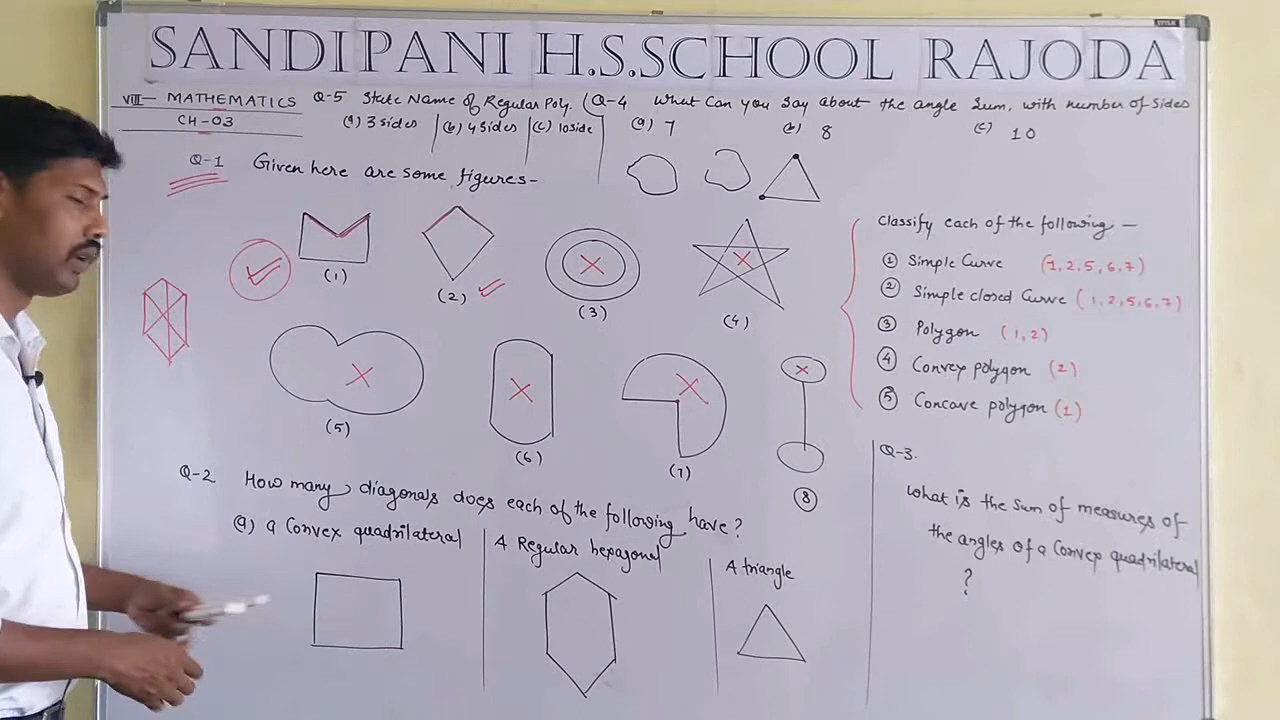 SANDIPANI H.S.SCHOOL RAJODA
VIII - MATHEMATICS
CH-03
Q-5 State Name of Regular Poly.
(a) 3 sides (b) 4 sides (c) 10side
Q-4 What Can you say about the angle sum, with number of sides
(a) 7 (b) 8 (c) 10
Q-1 Given here are some figures-
(1)
(2)
(3)
(4)
(5)
(6)
(7)
8
Classify each of the following -
1 Simple Curve (1,2,5,6,7)
2 Simple closed Curve (1,2,5,6,7)
3 Polygon (1,2)
4 Convex polygon (2)
5 Concave polygon (1)
Q-2 How many diagonals does each of the following have?
(a) a Convex quadrilateral
A Regular hexagonal
A triangle
Q-3.
What is the sum of measures of
the angles of a Convex quadrilateral
?